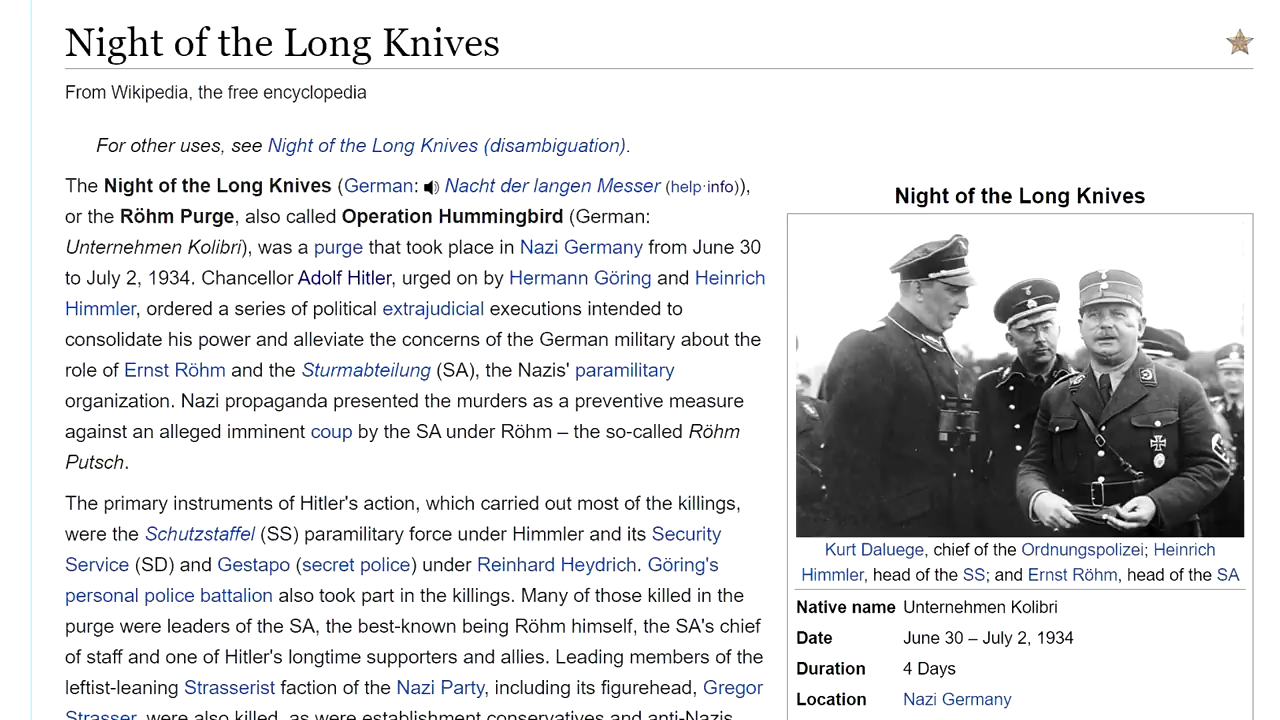 Night of the Long Knives
From Wikipedia, the free encyclopedia
For other uses, see Night of the Long Knives (disambiguation).
The Night of the Long Knives (German: Nacht der langen Messer (help·info)),
or the Röhm Purge, also called Operation Hummingbird (German:
Unternehmen Kolibri), was a purge that took place in Nazi Germany from June 30
to July 2, 1934. Chancellor Adolf Hitler, urged on by Hermann Göring and Heinrich
Himmler, ordered a series of political extrajudicial executions intended to
consolidate his power and alleviate the concerns of the German military about the
role of Ernst Röhm and the Sturmabteilung (SA), the Nazis' paramilitary
organization. Nazi propaganda presented the murders as a preventive measure
against an alleged imminent coup by the SA under Röhm – the so-called Röhm
Putsch.
The primary instruments of Hitler's action, which carried out most of the killings,
were the Schutzstaffel (SS) paramilitary force under Himmler and its Security
Service (SD) and Gestapo (secret police) under Reinhard Heydrich. Göring's
personal police battalion also took part in the killings. Many of those killed in the
purge were leaders of the SA, the best-known being Röhm himself, the SA's chief
of staff and one of Hitler's longtime supporters and allies. Leading members of the
leftist-leaning Strasserist faction of the Nazi Party, including its figurehead, Gregor
Strasser, were also killed, as were establishment conservatives and anti-Nazis,
Night of the Long Knives
Kurt Daluege, chief of the Ordnungspolizei; Heinrich
Himmler, head of the SS; and Ernst Röhm, head of the SA
Native name Unternehmen Kolibri
Date June 30 – July 2, 1934
Duration 4 Days
Location Nazi Germany